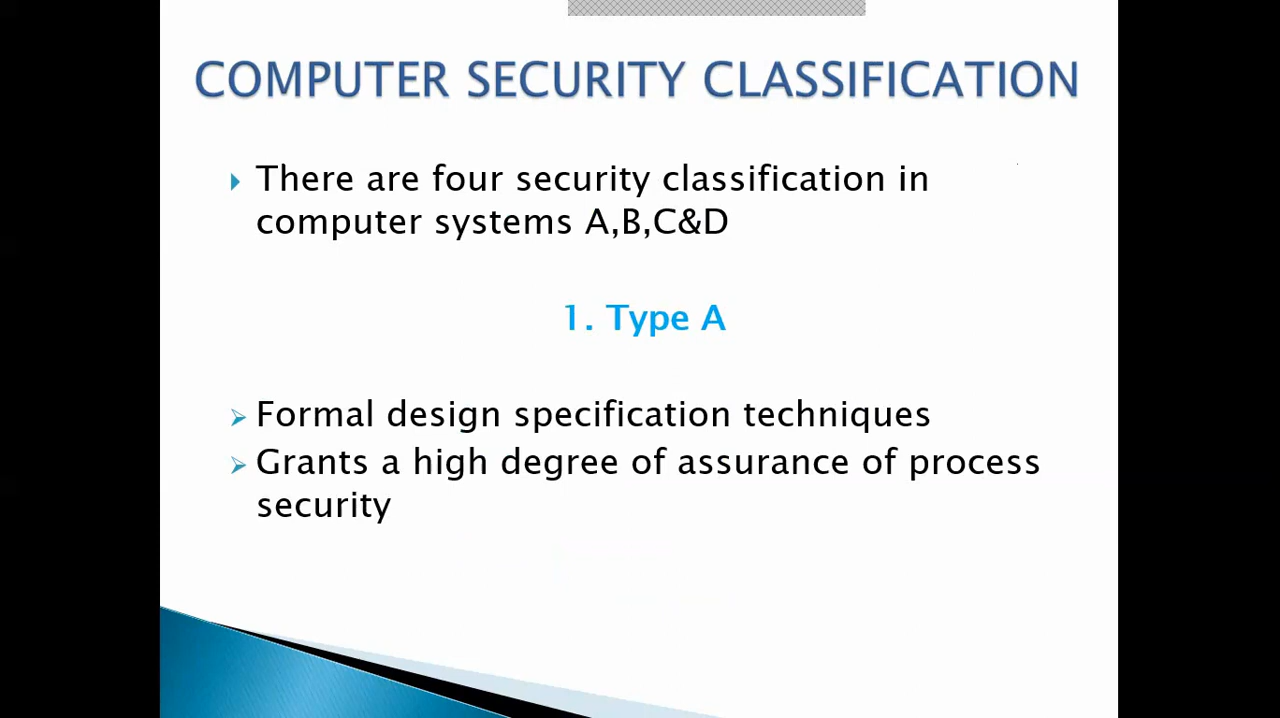 COMPUTER SECURITY CLASSIFICATION
There are four security classification in
computer systems A,B,C&D
1. Type A
Formal design specification techniques
Grants a high degree of assurance of process
security